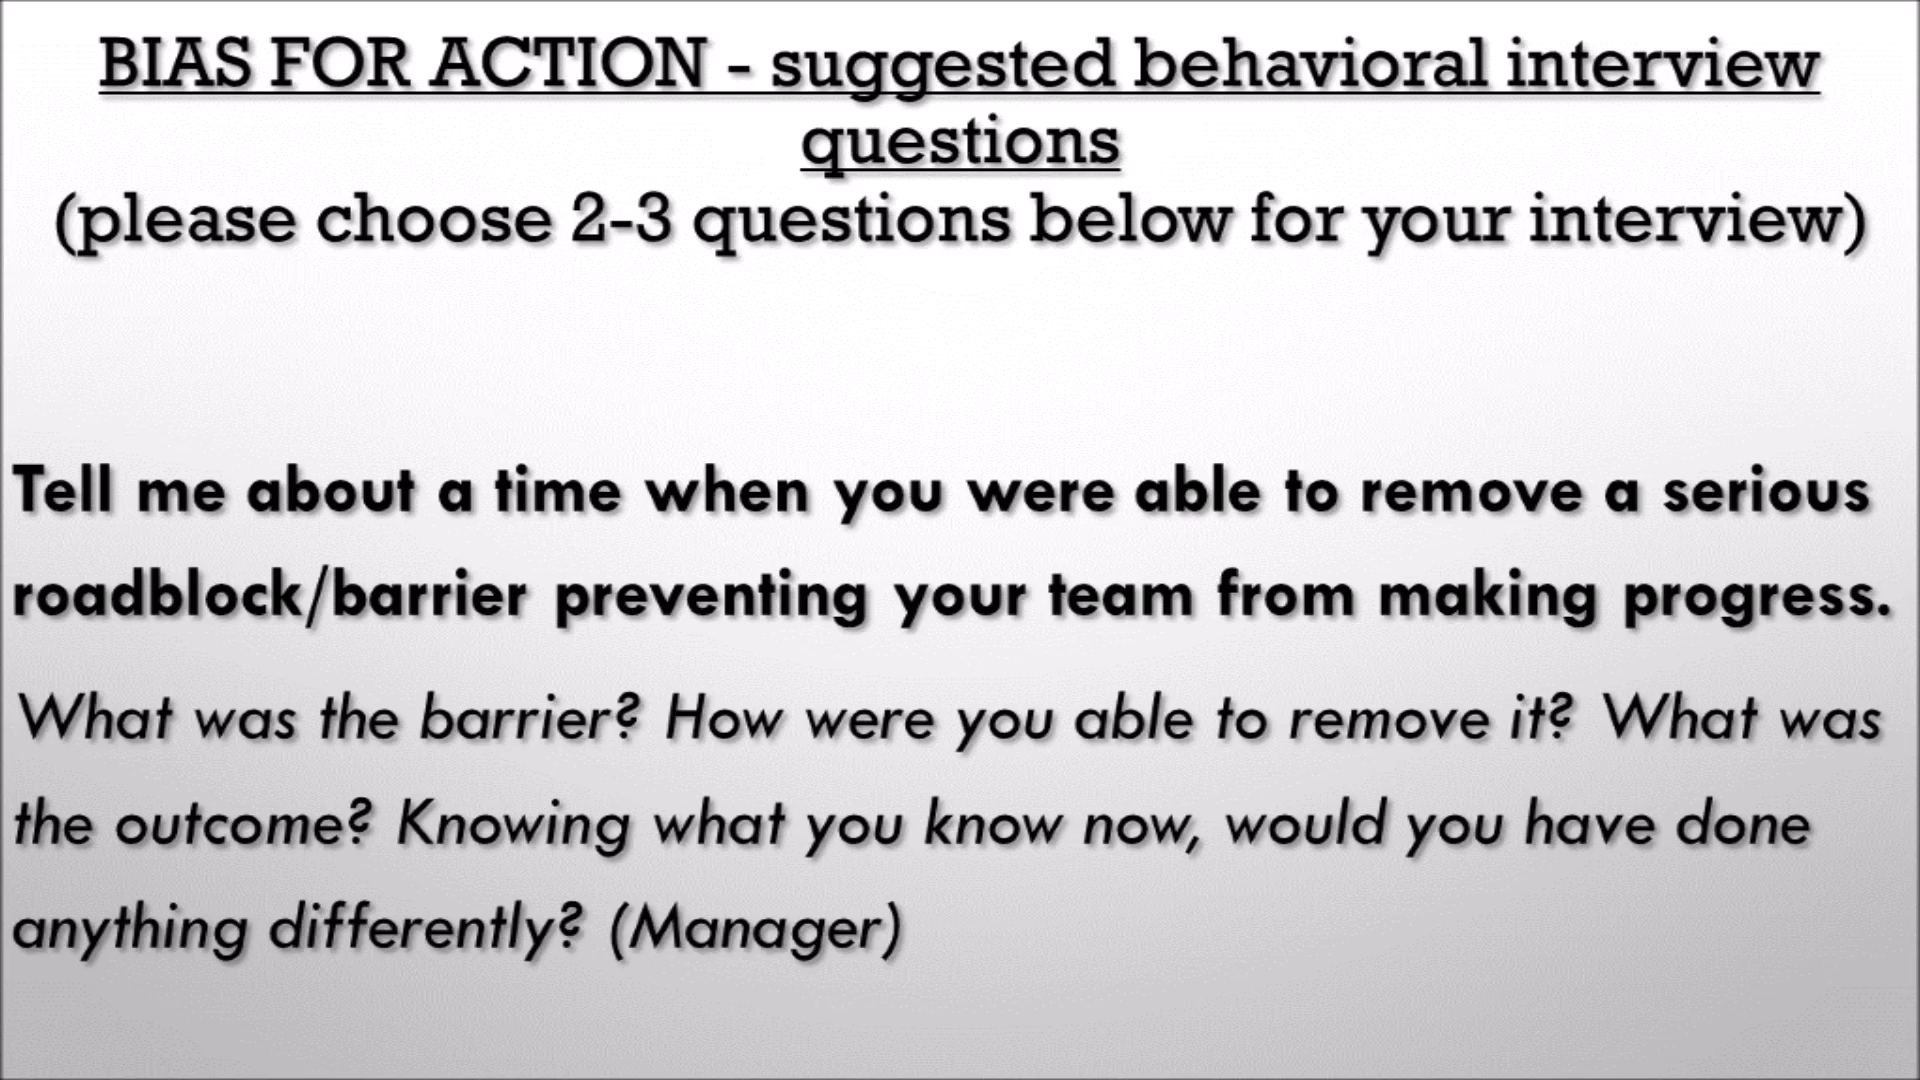 BIAS FOR ACTION - suggested behavioral interview
questions
(please choose 2-3 questions below for your interview)
Tell me about a time when you were able to remove a serious
roadblock/barrier preventing your team from making progress.
What was the barrier? How were you able to remove it? What was
the outcome? Knowing what you know now, would you have done
anything differently? (Manager)